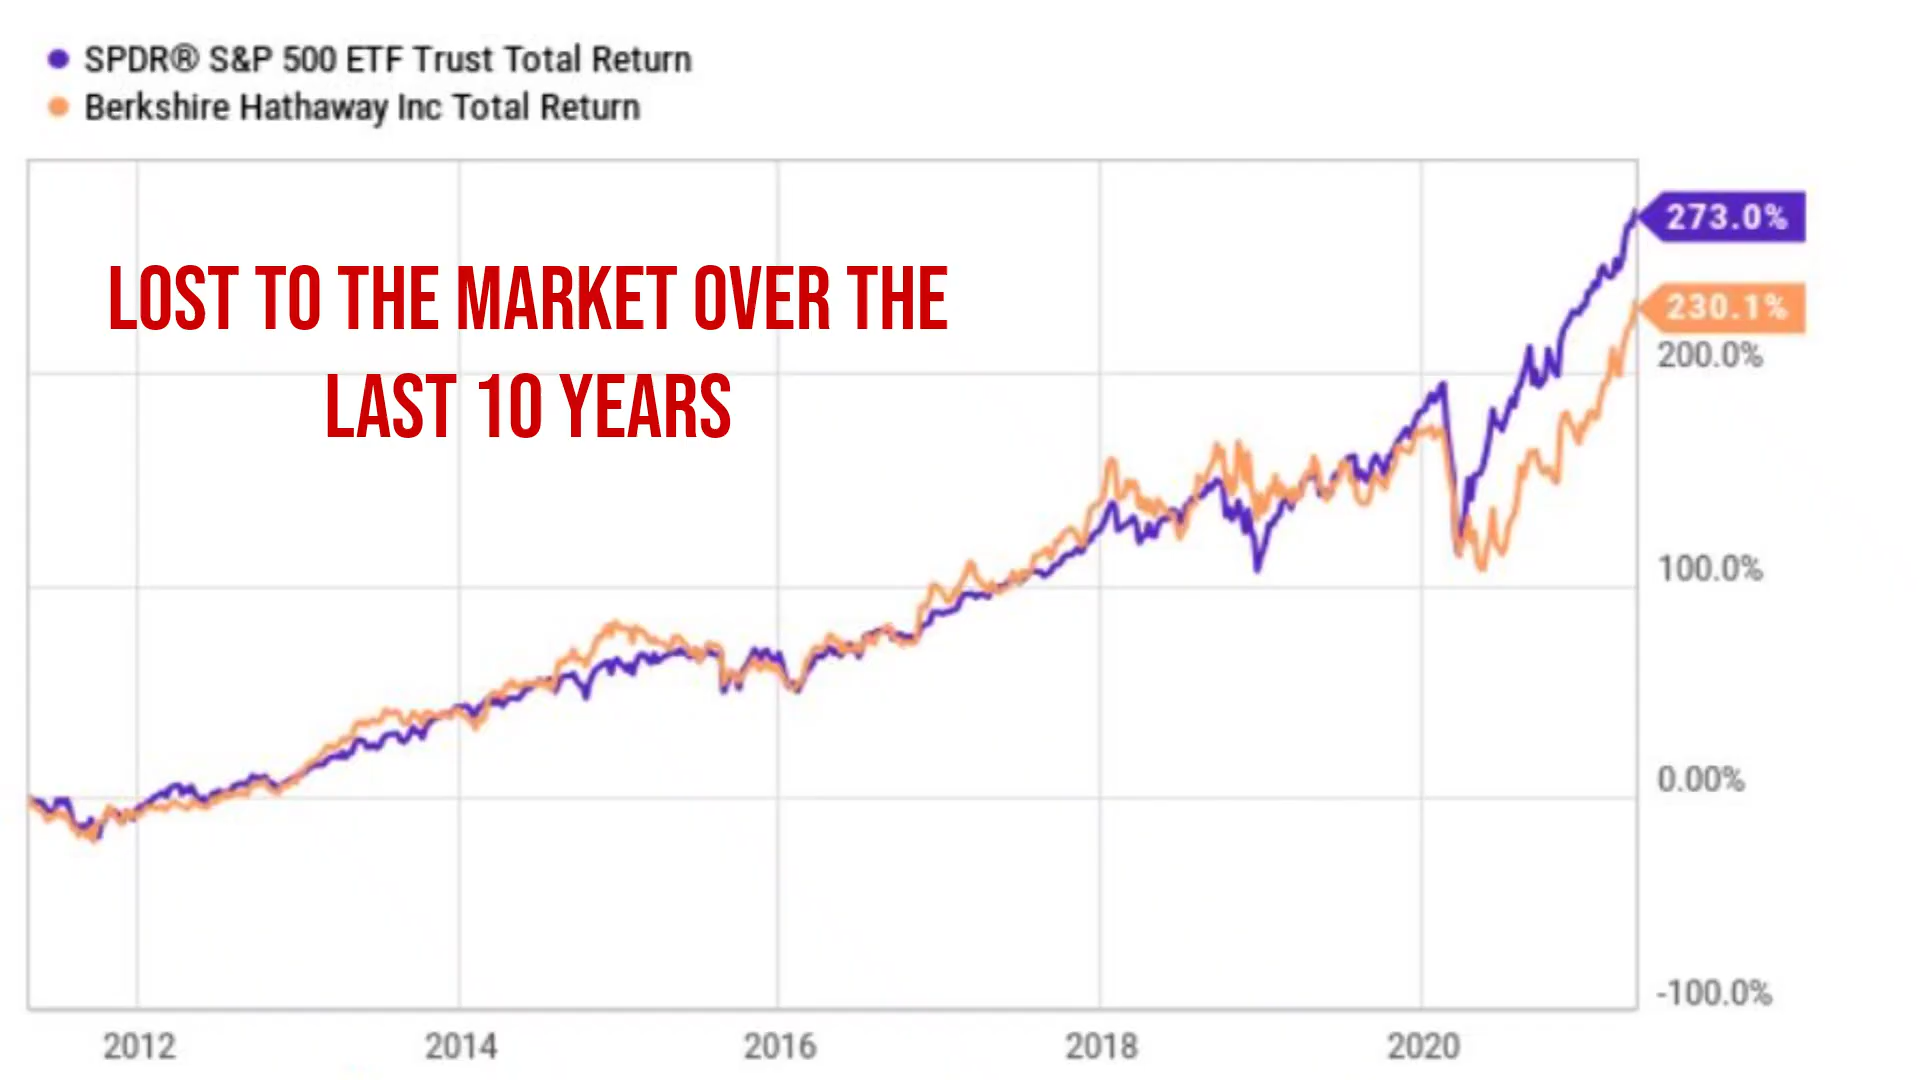 SPDR® S&P 500 ETF Trust Total Return
Berkshire Hathaway Inc Total Return
LOST TO THE MARKET OVER THE
LAST 10 YEARS
273.0%
230.1%
200.0%
100.0%
0.00%
-100.0%
2012 2014 2016 2018 2020